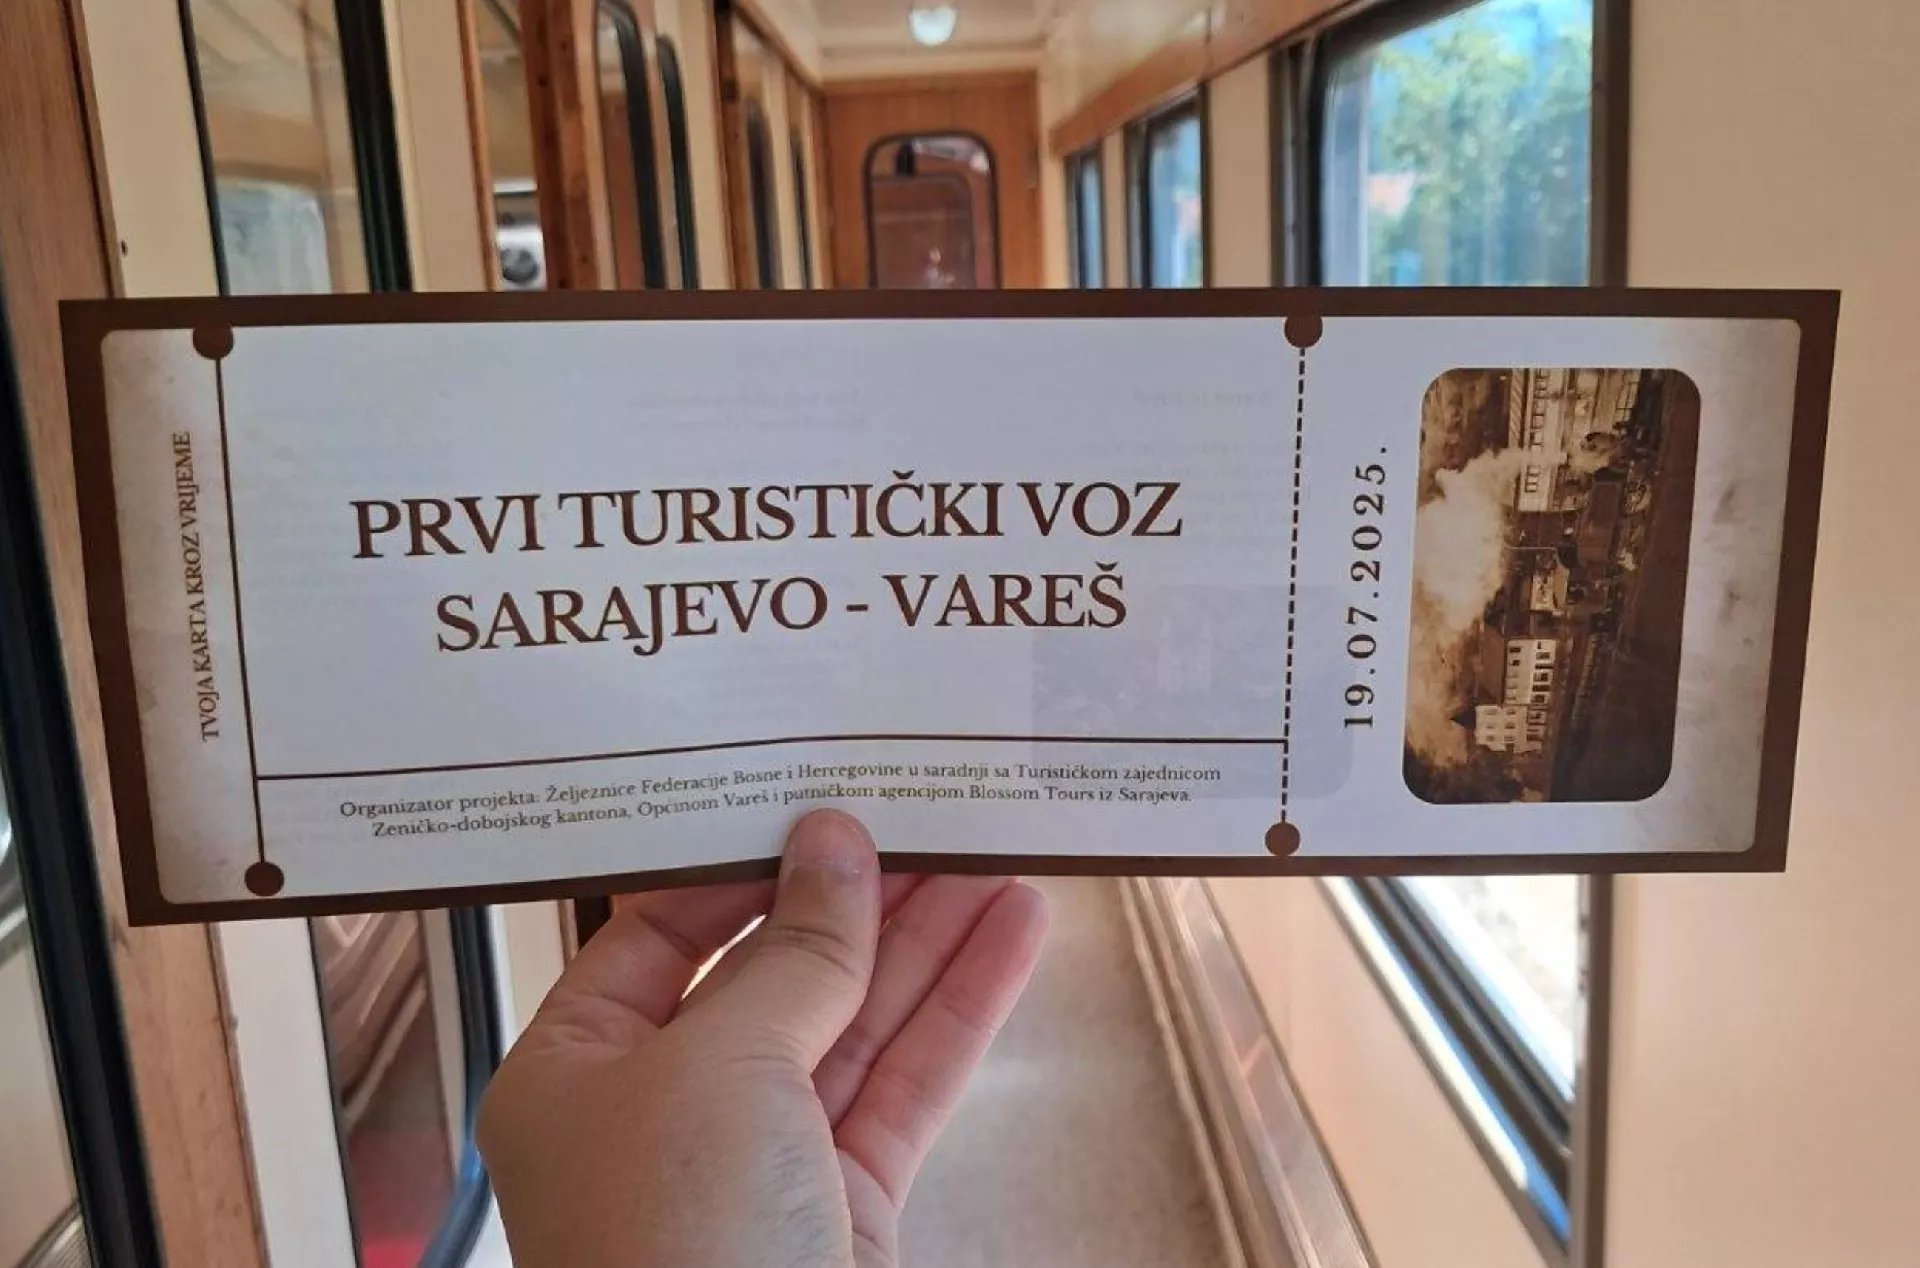 TVOJA KARTA KROZ VRIJEME
PRVI TURISTIČKI VOZ
SARAJEVO - VAREŠ
Organizator projekta: Željeznice Federacije Bosne i Hercegovine u saradnji sa Turističkom zajednicom
Zeničko-dobojskog kantona, Općinom Vareš i putničkom agencijom Blossom Tours iz Sarajeva.
19.07.2025.